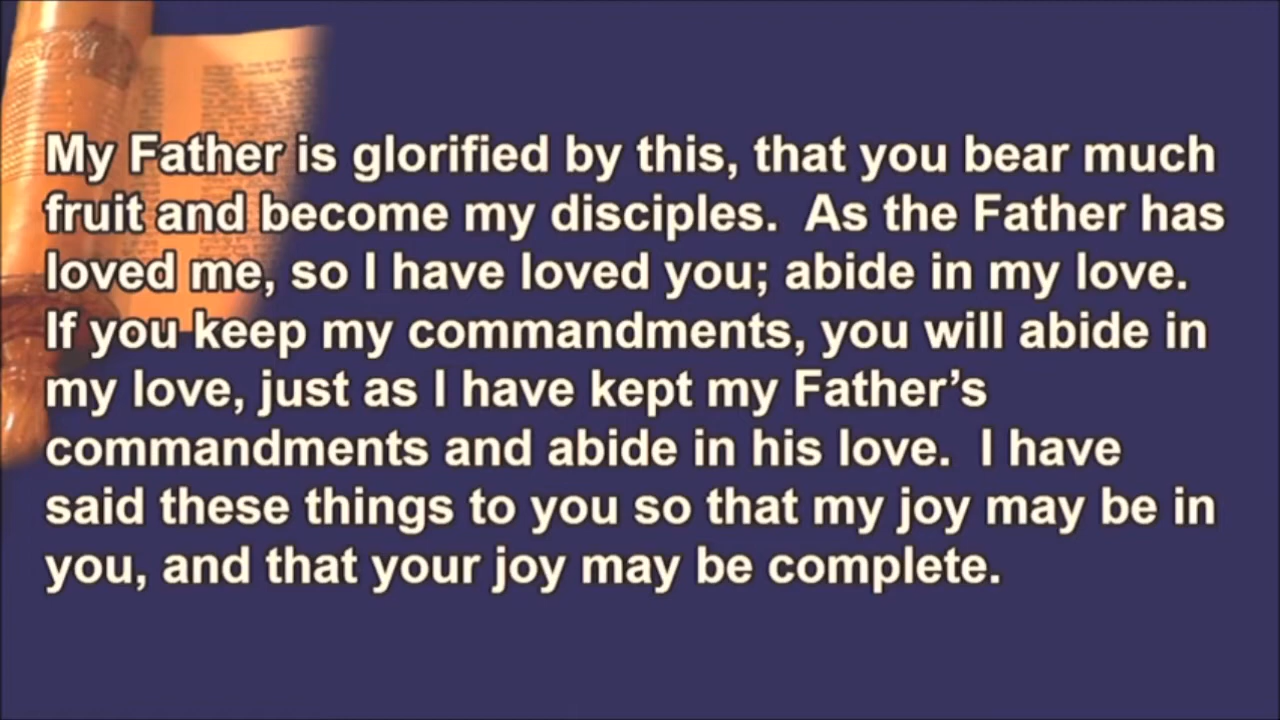 My Father is glorified by this, that you bear much
fruit and become my disciples.  As the Father has
loved me, so I have loved you; abide in my love.
If you keep my commandments, you will abide in
my love, just as I have kept my Father’s
commandments and abide in his love.  I have
said these things to you so that my joy may be in
you, and that your joy may be complete.